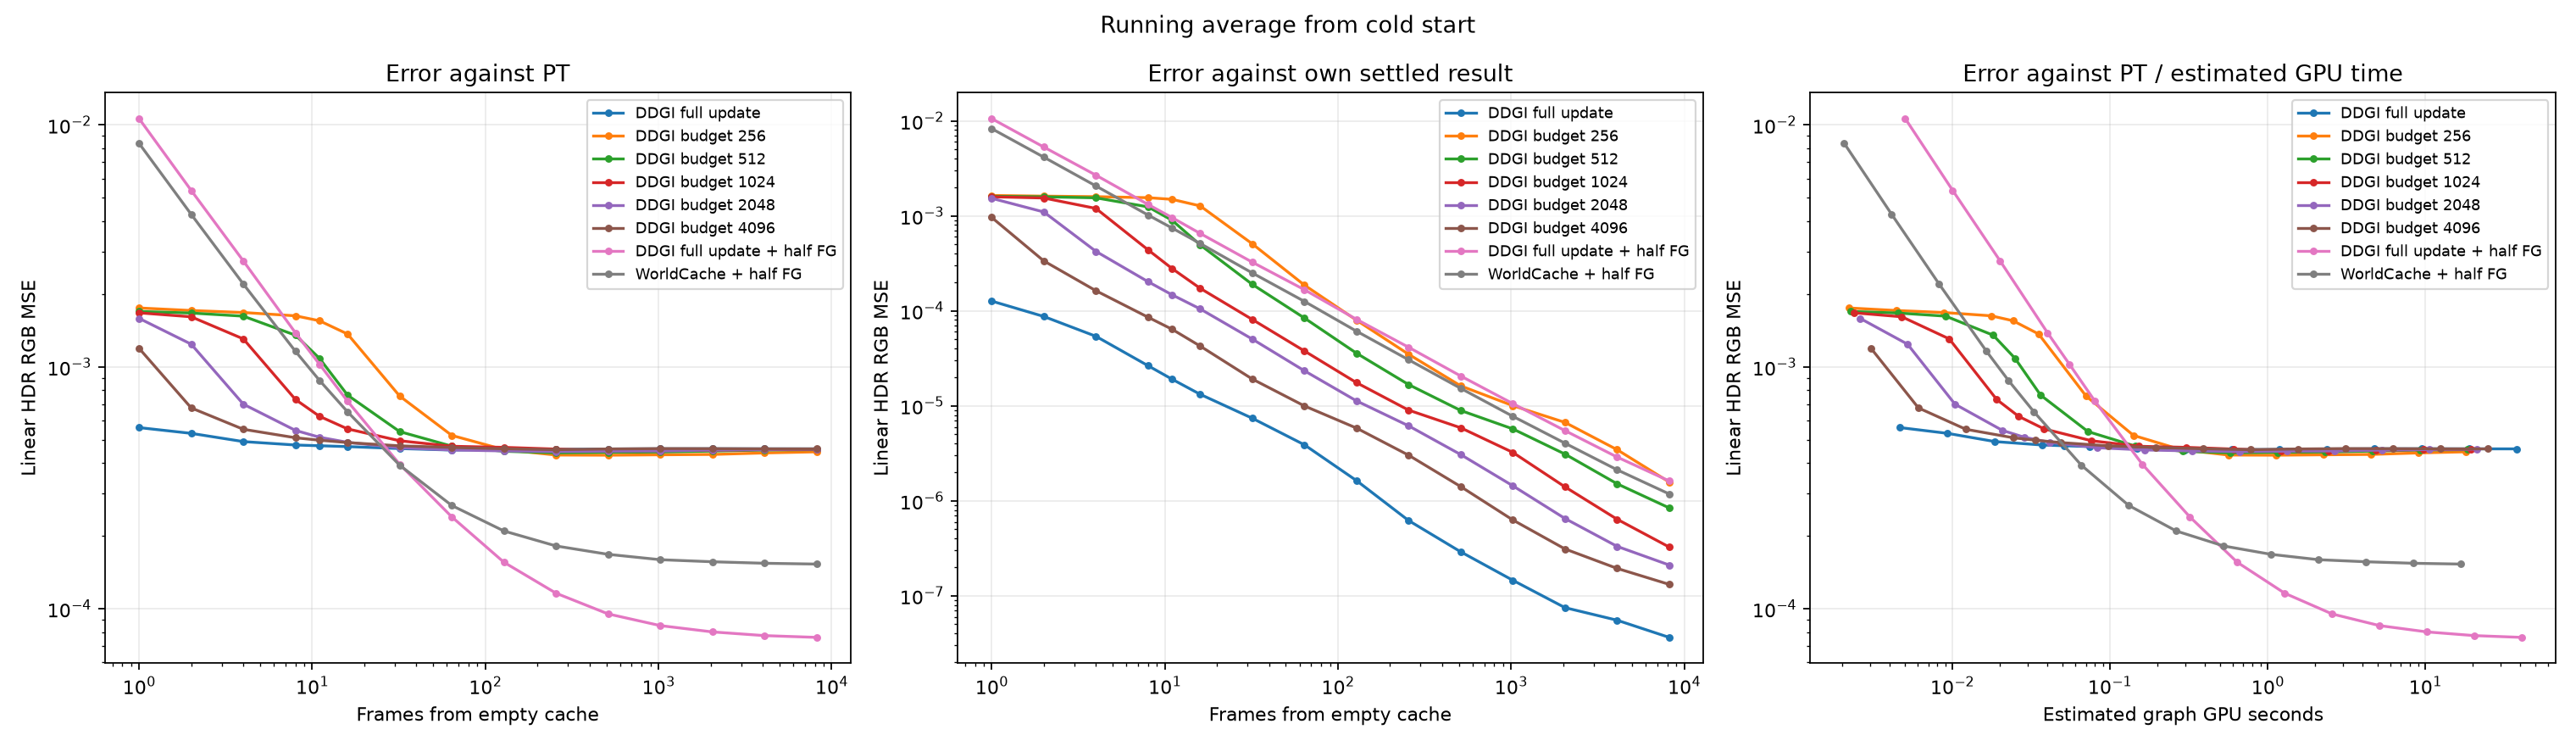 Running average from cold start
Error against PT
Linear HDR RGB MSE
10⁻²
10⁻³
10⁻⁴
DDGI full update
DDGI budget 256
DDGI budget 512
DDGI budget 1024
DDGI budget 2048
DDGI budget 4096
DDGI full update + half FG
WorldCache + half FG
10⁰ 10¹ 10² 10³ 10⁴
Frames from empty cache
Error against own settled result
Linear HDR RGB MSE
10⁻²
10⁻³
10⁻⁴
10⁻⁵
10⁻⁶
10⁻⁷
DDGI full update
DDGI budget 256
DDGI budget 512
DDGI budget 1024
DDGI budget 2048
DDGI budget 4096
DDGI full update + half FG
WorldCache + half FG
10⁰ 10¹ 10² 10³ 10⁴
Frames from empty cache
Error against PT / estimated GPU time
Linear HDR RGB MSE
10⁻²
10⁻³
10⁻⁴
DDGI full update
DDGI budget 256
DDGI budget 512
DDGI budget 1024
DDGI budget 2048
DDGI budget 4096
DDGI full update + half FG
WorldCache + half FG
10⁻² 10⁻¹ 10⁰ 10¹
Estimated graph GPU seconds